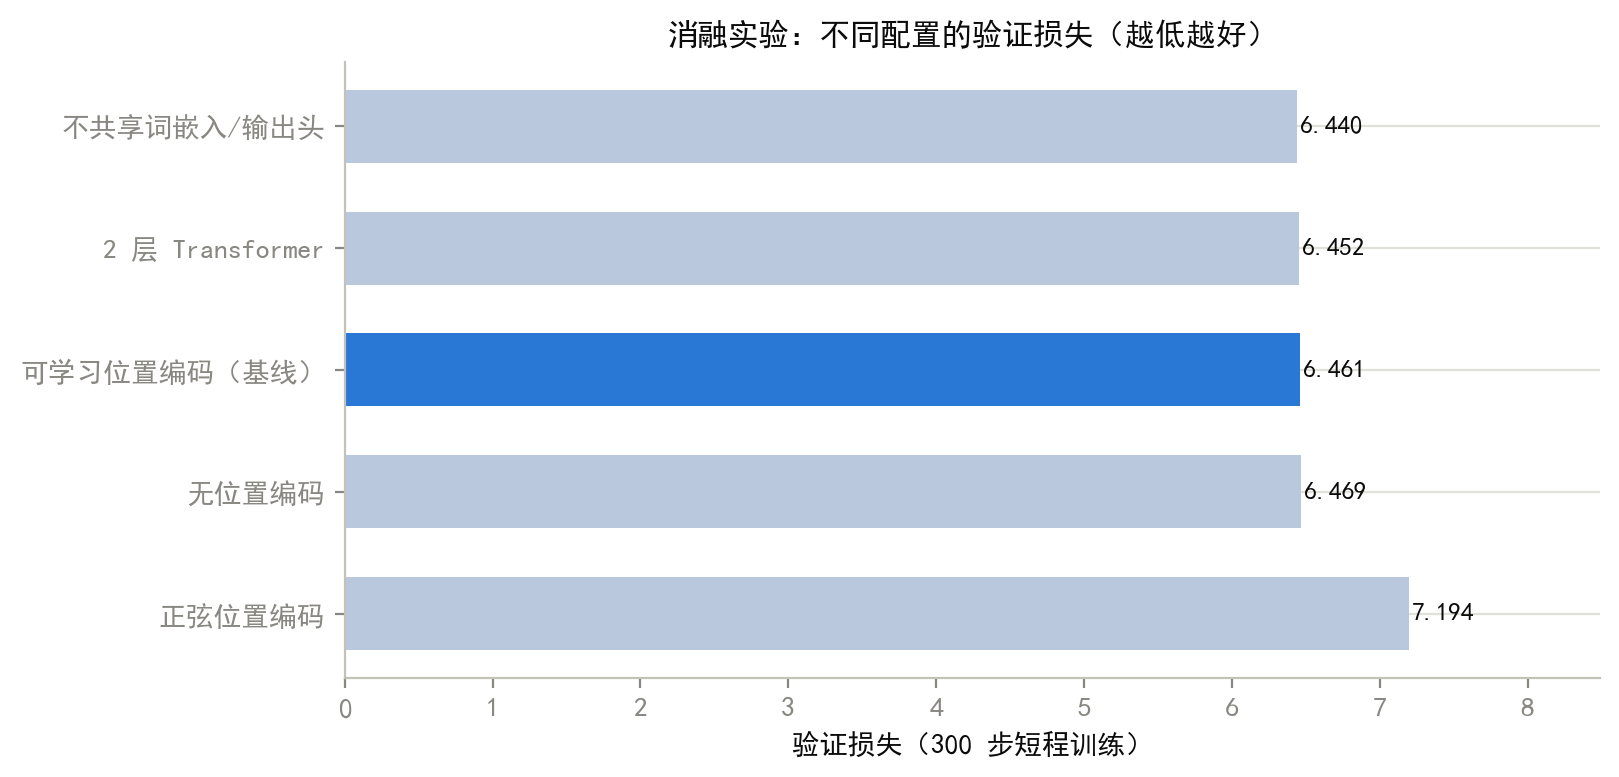 消融实验：不同配置的验证损失（越低越好）
不共享词嵌入/输出头
6.440
2 层 Transformer
6.452
可学习位置编码（基线）
6.461
无位置编码
6.469
正弦位置编码
7.194
0 1 2 3 4 5 6 7 8
验证损失（300 步短程训练）